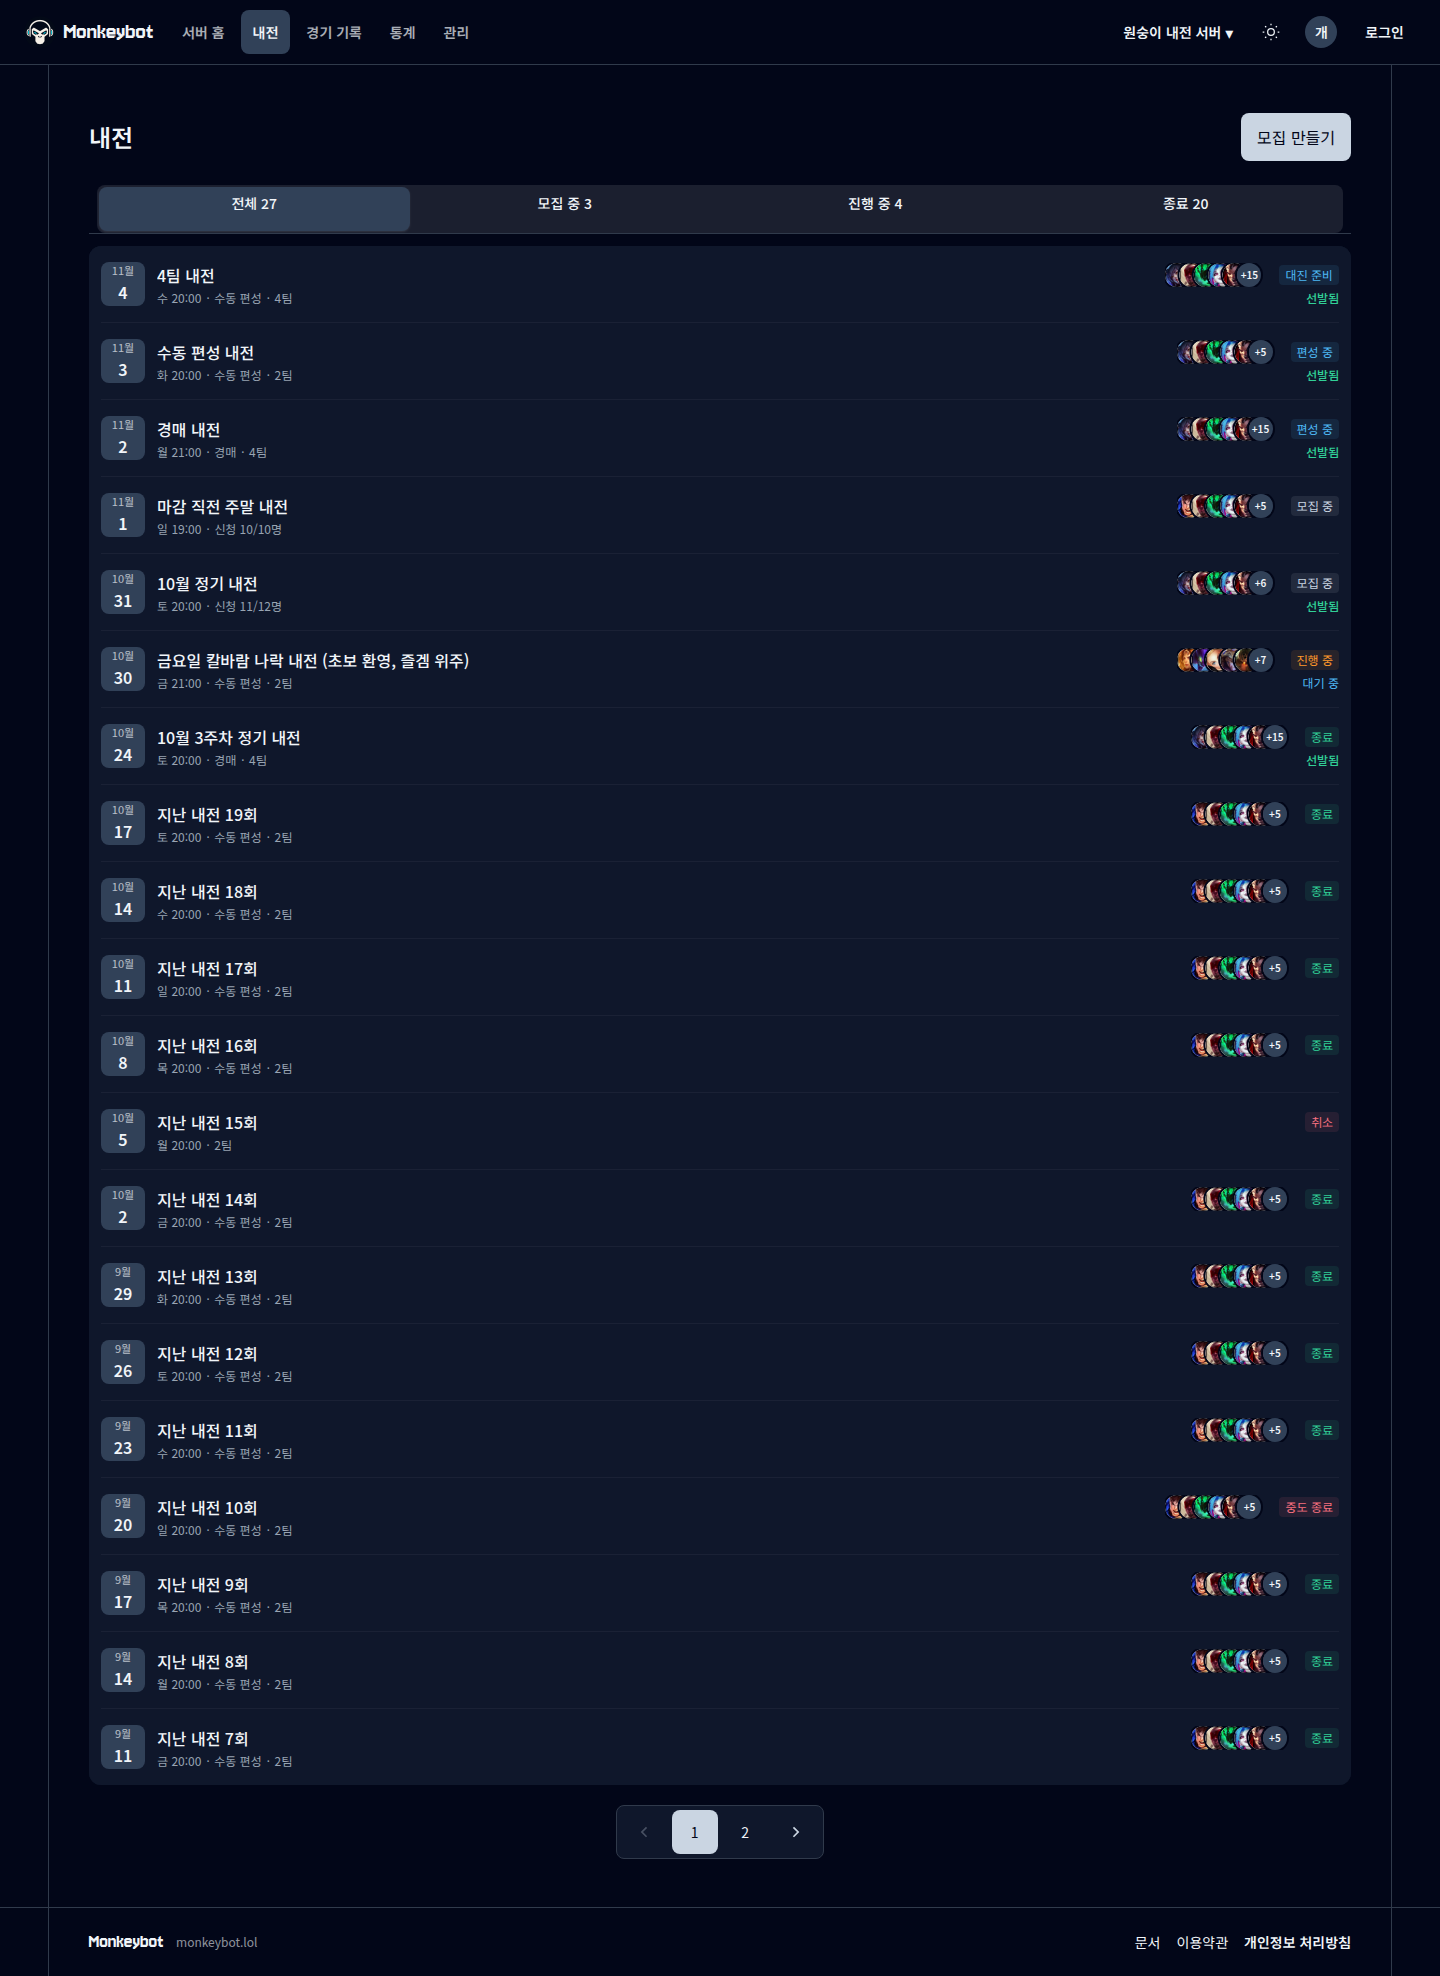 Monkeybot 서버 홈 내전 경기 기록 통계 관리 원숭이 내전 서버 ▾ 개 로그인
내전 모집 만들기
전체 27 모집 중 3 진행 중 4 종료 20
11월 4팀 내전 +15 대진 준비
4 수 20:00 · 수동 편성 · 4팀 선발됨
11월 수동 편성 내전 +5 편성 중
3 화 20:00 · 수동 편성 · 2팀 선발됨
11월 경매 내전 +15 편성 중
2 월 21:00 · 경매 · 4팀 선발됨
11월 마감 직전 주말 내전 +5 모집 중
1 일 19:00 · 신청 10/10명
10월 10월 정기 내전 +6 모집 중
31 토 20:00 · 신청 11/12명 선발됨
10월 금요일 칼바람 나락 내전 (초보 환영, 즐겜 위주) +7 진행 중
30 금 21:00 · 수동 편성 · 2팀 대기 중
10월 10월 3주차 정기 내전 +15 종료
24 토 20:00 · 경매 · 4팀 선발됨
10월 지난 내전 19회 +5 종료
17 토 20:00 · 수동 편성 · 2팀
10월 지난 내전 18회 +5 종료
14 수 20:00 · 수동 편성 · 2팀
10월 지난 내전 17회 +5 종료
11 일 20:00 · 수동 편성 · 2팀
10월 지난 내전 16회 +5 종료
8 목 20:00 · 수동 편성 · 2팀
10월 지난 내전 15회 취소
5 월 20:00 · 2팀
10월 지난 내전 14회 +5 종료
2 금 20:00 · 수동 편성 · 2팀
9월 지난 내전 13회 +5 종료
29 화 20:00 · 수동 편성 · 2팀
9월 지난 내전 12회 +5 종료
26 토 20:00 · 수동 편성 · 2팀
9월 지난 내전 11회 +5 종료
23 수 20:00 · 수동 편성 · 2팀
9월 지난 내전 10회 +5 중도 종료
20 일 20:00 · 수동 편성 · 2팀
9월 지난 내전 9회 +5 종료
17 목 20:00 · 수동 편성 · 2팀
9월 지난 내전 8회 +5 종료
14 월 20:00 · 수동 편성 · 2팀
9월 지난 내전 7회 +5 종료
11 금 20:00 · 수동 편성 · 2팀
1 2
Monkeybot monkeybot.lol 문서 이용약관 개인정보 처리방침